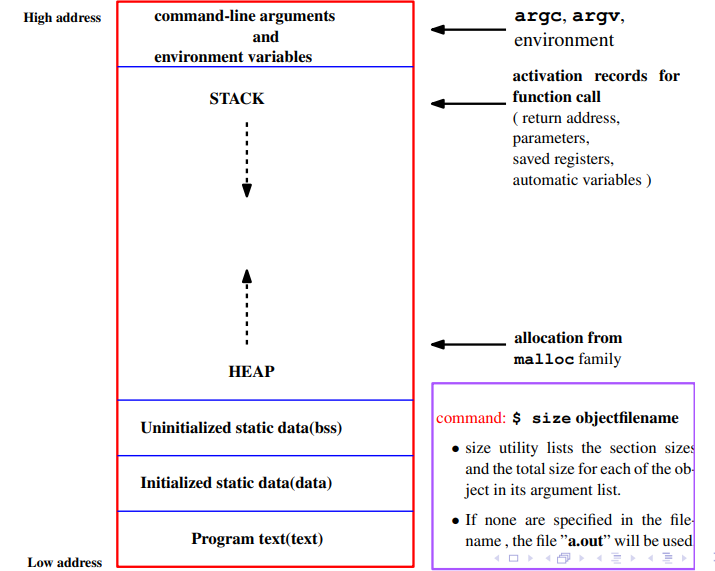 High address
command-line arguments
and
environment variables
argc, argv,
environment
STACK
activation records for
function call
( return address,
parameters,
saved registers,
automatic variables )
HEAP
allocation from
malloc family
Uninitialized static data(bss)
Initialized static data(data)
Program text(text)
Low address
command: $ size objectfilename
• size utility lists the section sizes
and the total size for each of the ob-
ject in its argument list.
• If none are specified in the file-
name , the file ”a.out” will be used